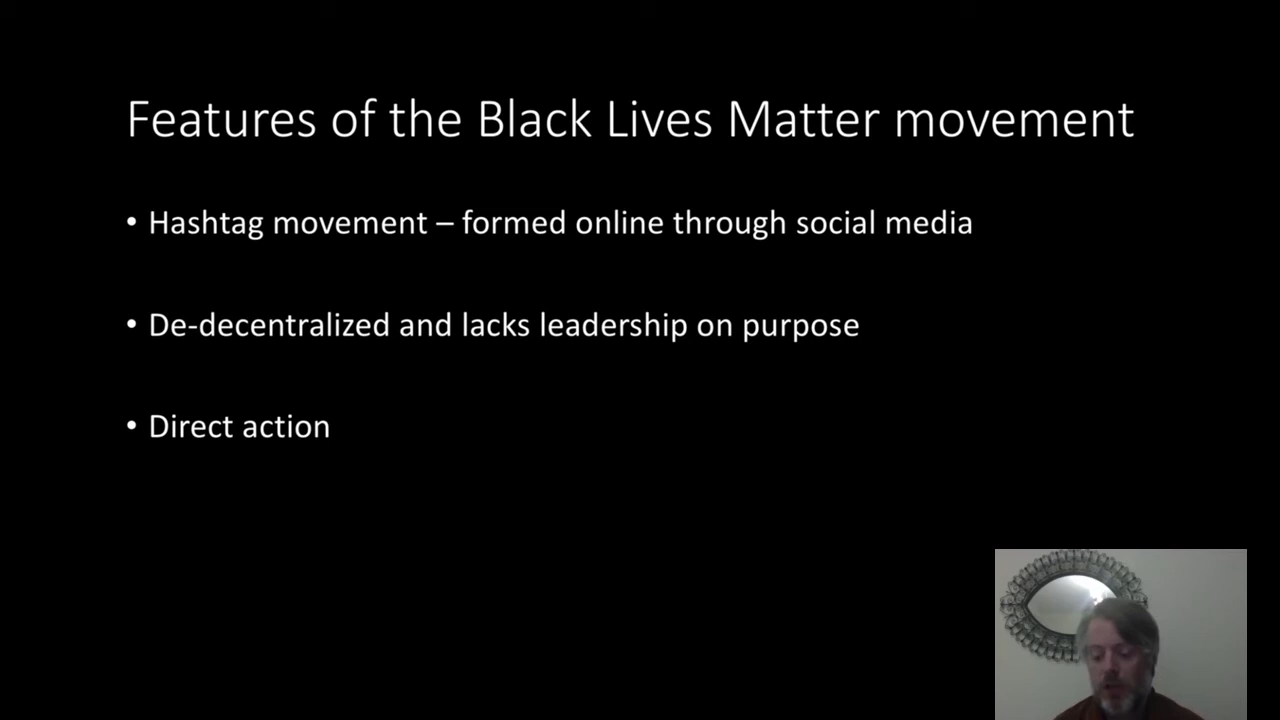 Features of the Black Lives Matter movement
• Hashtag movement – formed online through social media
• De-decentralized and lacks leadership on purpose
• Direct action